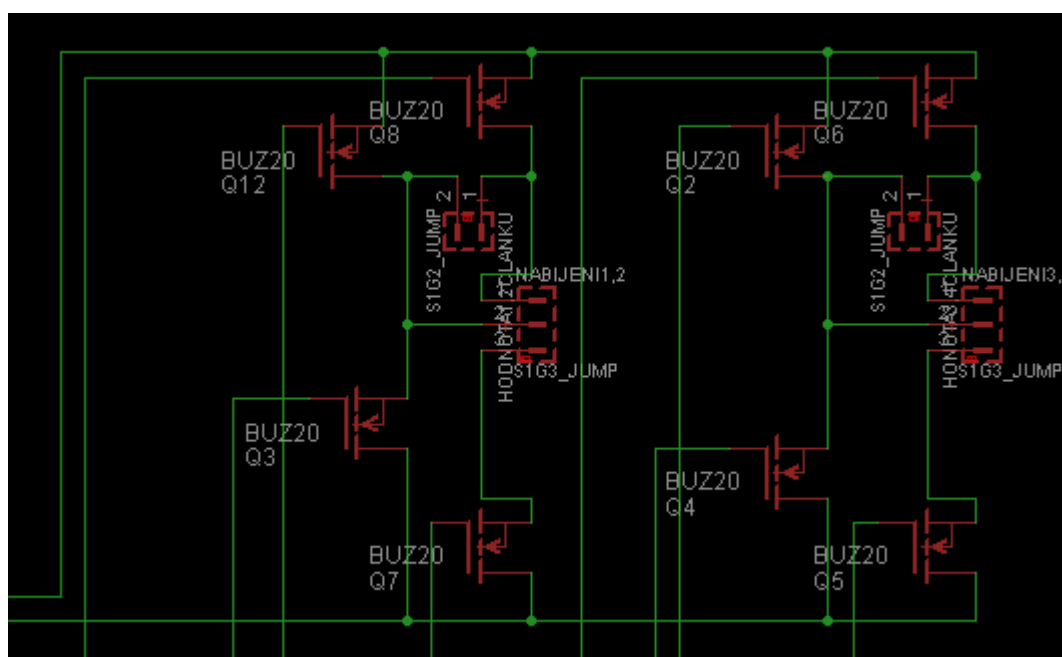 BUZ20
Q8
BUZ20
Q12
2
1
S1G2_JUMP
NABIJENI1,2
S1G3_JUMP
BUZ20
Q3
BUZ20
Q7
BUZ20
Q6
BUZ20
Q2
2
1
S1G2_JUMP
NABIJENI3,
S1G3_JUMP
BUZ20
Q4
BUZ20
Q5